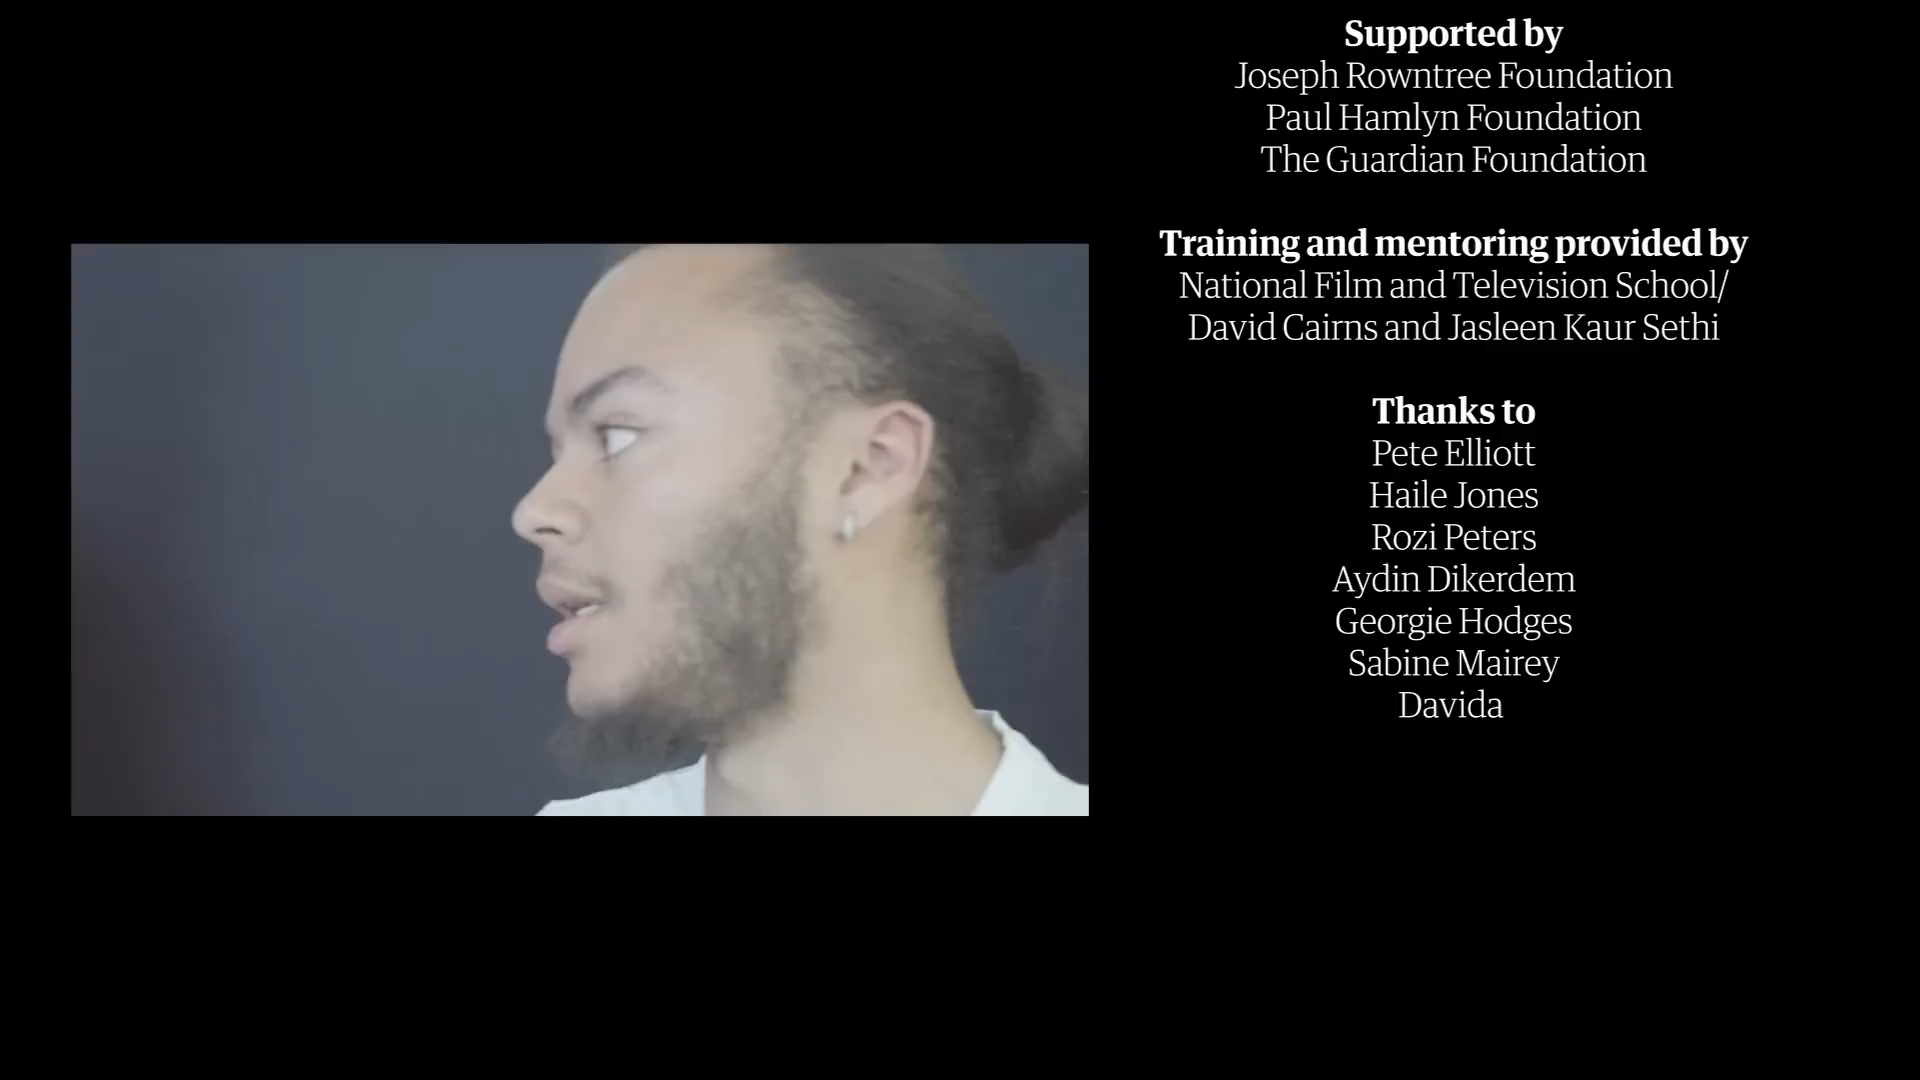 Supported by
Joseph Rowntree Foundation
Paul Hamlyn Foundation
The Guardian Foundation
Training and mentoring provided by
National Film and Television School/
David Cairns and Jasleen Kaur Sethi
Thanks to
Pete Elliott
Haile Jones
Rozi Peters
Aydin Dikerdem
Georgie Hodges
Sabine Mairey
Davida